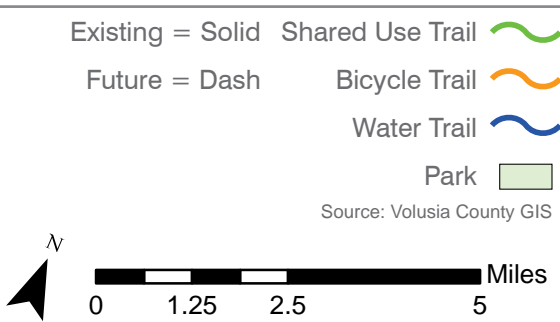 Existing = Solid Shared Use Trail
Future = Dash Bicycle Trail
Water Trail
Park
Source: Volusia County GIS
N
Miles
0 1.25 2.5 5